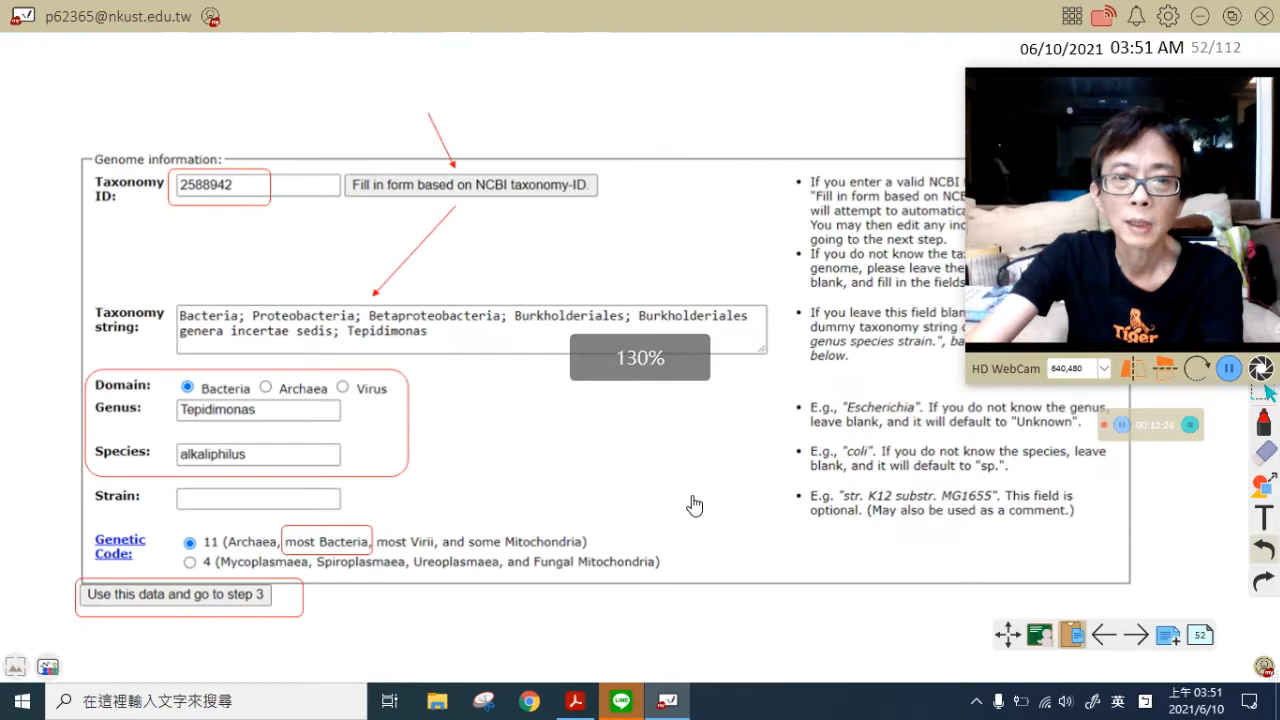 p62365@nkust.edu.tw
06/10/2021 03:51 AM 52/112
Genome information:
Taxonomy
ID:
2588942
Fill in form based on NCBI taxonomy-ID.
If you enter a valid NCBI
"Fill in form based on NCB
will attempt to automatica
You may then edit any inc
going to the next step.
If you do not know the ta
genome, please leave the
blank, and fill in the fields
Taxonomy
string:
Bacteria; Proteobacteria; Betaproteobacteria; Burkholderiales; Burkholderiales
genera incertae sedis; Tepidimonas
If you leave this field blan
dummy taxonomy string
genus species strain.", ba
below.
130%
Tiger
HD WebCam
640,480
Domain:
Bacteria
Archaea
Virus
Genus:
Tepidimonas
E.g., "Escherichia". If you do not know the genus,
leave blank, and it will default to "Unknown".
00:12:26
Species:
alkaliphilus
E.g., "coli". If you do not know the species, leave
blank, and it will default to "sp.".
Strain:
E.g. "str. K12 substr. MG1655". This field is
optional. (May also be used as a comment.)
Genetic
Code:
11 (Archaea, most Bacteria, most Virii, and some Mitochondria)
4 (Mycoplasmaea, Spiroplasmaea, Ureoplasmaea, and Fungal Mitochondria)
Use this data and go to step 3
52
在這裡輸入文字來搜尋
英
上午 03:51
2021/6/10